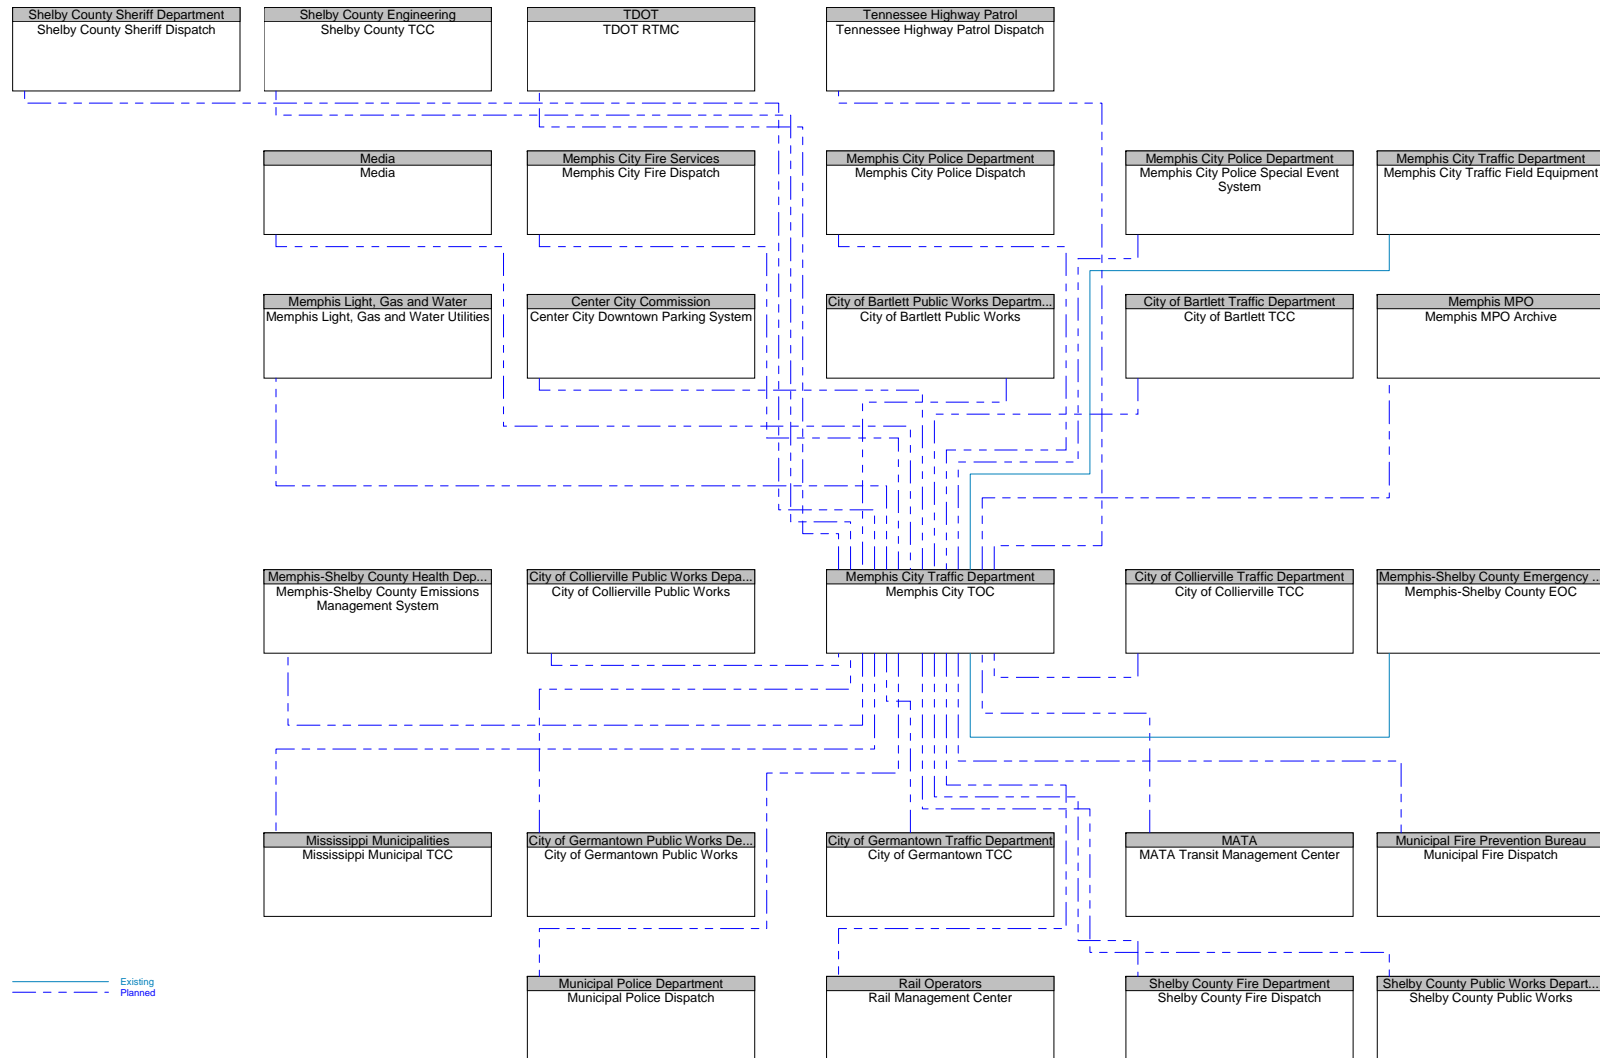 Shelby County Sheriff Department
Shelby County Sheriff Dispatch
Shelby County Engineering
Shelby County TCC
TDOT
TDOT RTMC
Tennessee Highway Patrol
Tennessee Highway Patrol Dispatch
Media
Media
Memphis City Fire Services
Memphis City Fire Dispatch
Memphis City Police Department
Memphis City Police Dispatch
Memphis City Police Department
Memphis City Police Special Event
System
Memphis City Traffic Department
Memphis City Traffic Field Equipment
Memphis Light, Gas and Water
Memphis Light, Gas and Water Utilities
Center City Commission
Center City Downtown Parking System
City of Bartlett Public Works Departm...
City of Bartlett Public Works
City of Bartlett Traffic Department
City of Bartlett TCC
Memphis MPO
Memphis MPO Archive
Memphis-Shelby County Health Dep...
Memphis-Shelby County Emissions
Management System
City of Collierville Public Works Depa...
City of Collierville Public Works
Memphis City Traffic Department
Memphis City TOC
City of Collierville Traffic Department
City of Collierville TCC
Memphis-Shelby County Emergency ...
Memphis-Shelby County EOC
Mississippi Municipalities
Mississippi Municipal TCC
City of Germantown Public Works De...
City of Germantown Public Works
City of Germantown Traffic Department
City of Germantown TCC
MATA
MATA Transit Management Center
Municipal Fire Prevention Bureau
Municipal Fire Dispatch
Municipal Police Department
Municipal Police Dispatch
Rail Operators
Rail Management Center
Shelby County Fire Department
Shelby County Fire Dispatch
Shelby County Public Works Depart...
Shelby County Public Works
Existing
Planned